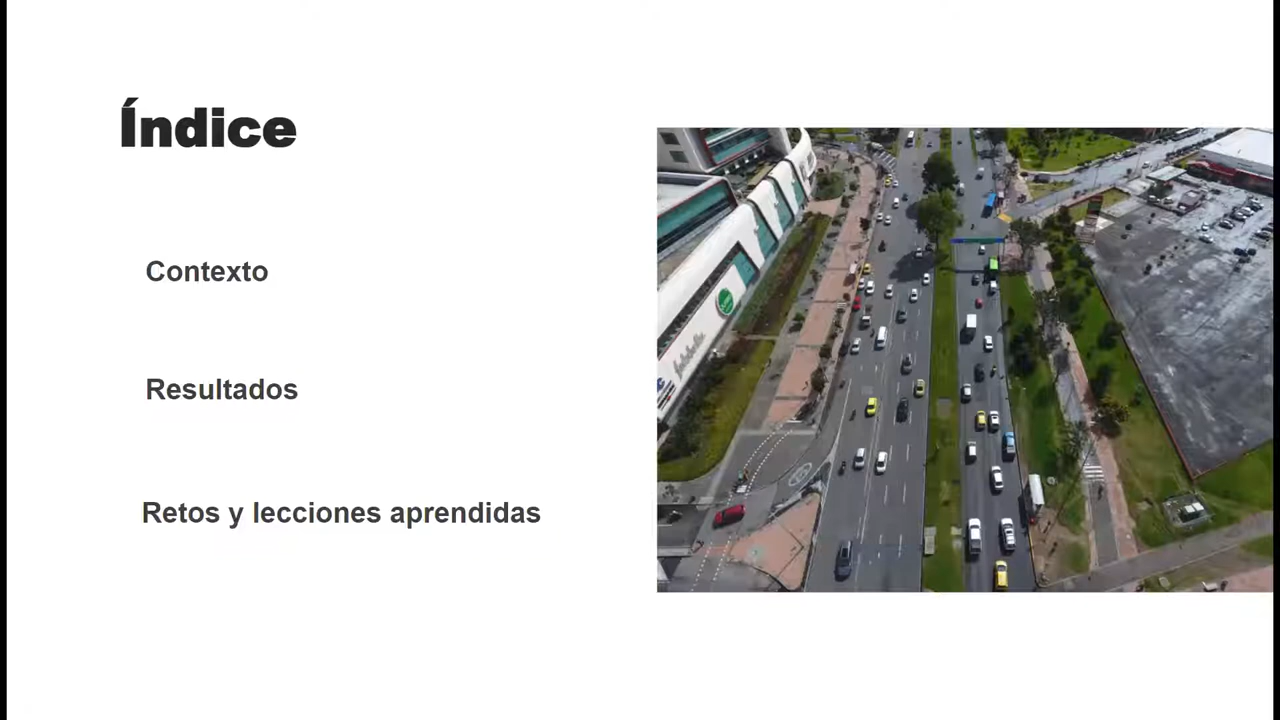 Índice
Contexto
Resultados
Retos y lecciones aprendidas